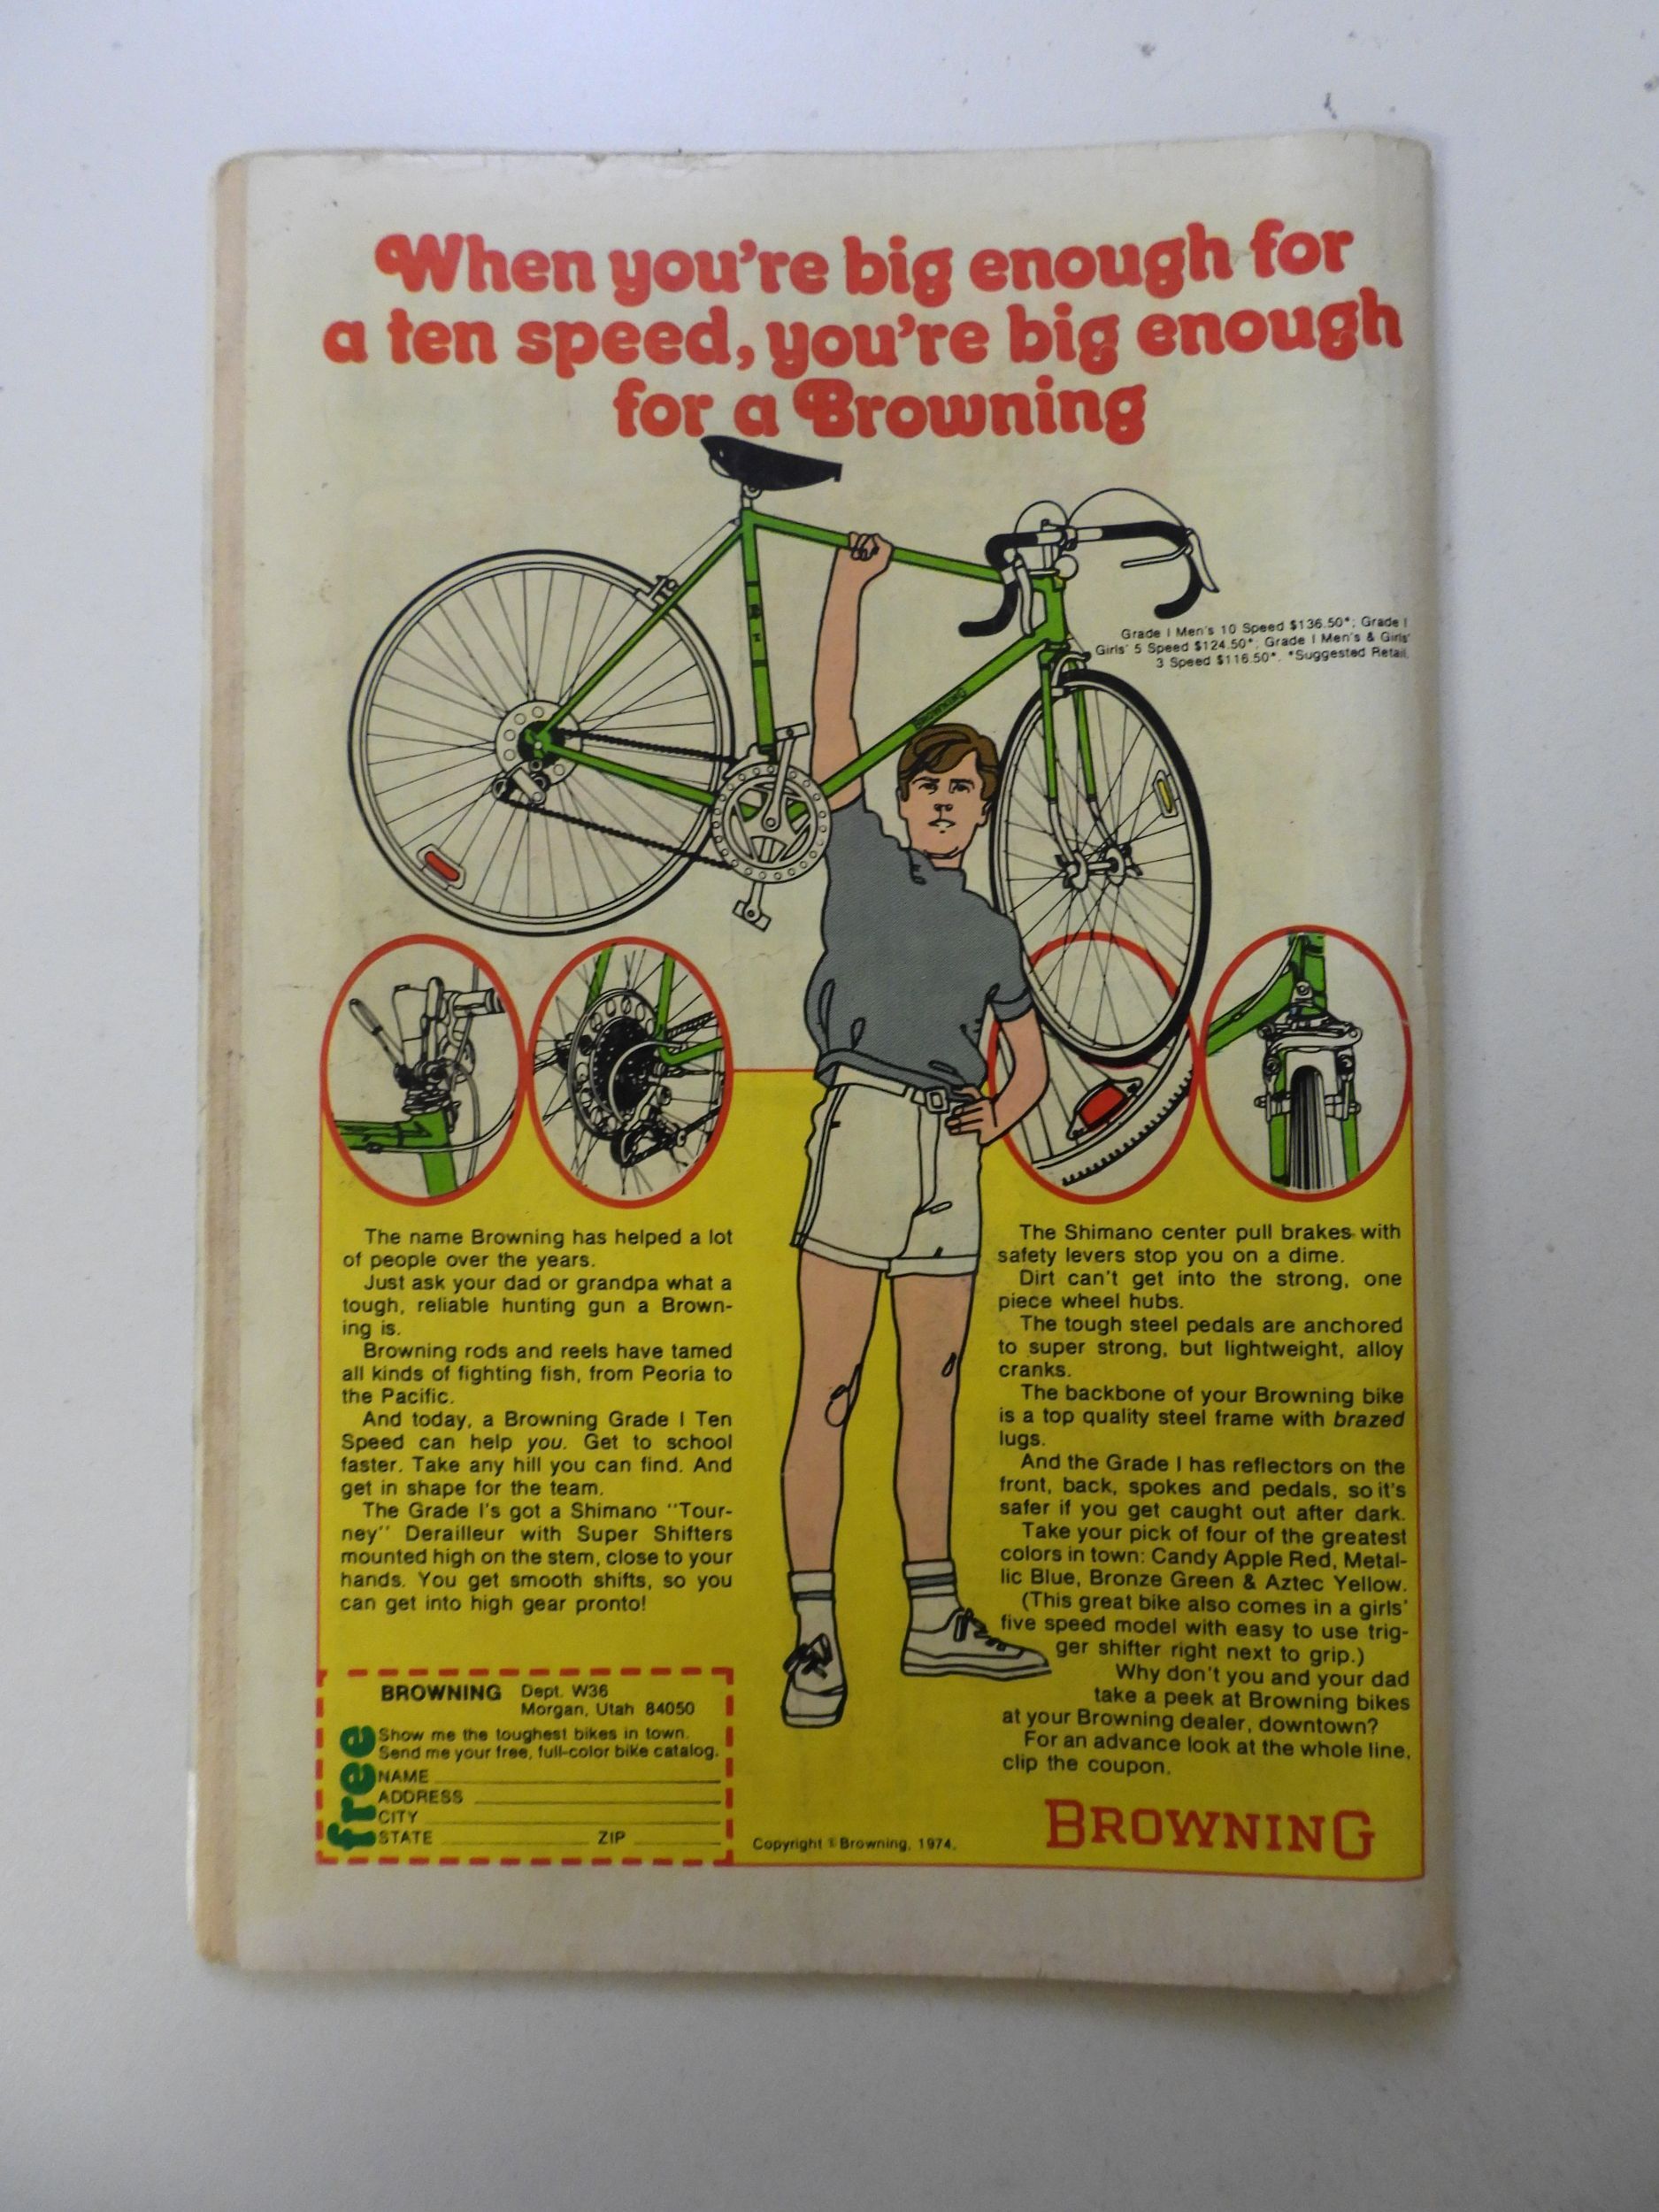 When you're big enough for
a ten speed, you're big enough
for a Browning
Grade I Men's 10 Speed $136.50*; Grade I
Girls' 5 Speed $124.50*; Grade I Men's & Girls'
3 Speed $116.50*. *Suggested Retail.
BROWNING
The name Browning has helped a lot
of people over the years.
Just ask your dad or grandpa what a
tough, reliable hunting gun a Brown-
ing is.
Browning rods and reels have tamed
all kinds of fighting fish, from Peoria to
the Pacific.
And today, a Browning Grade I Ten
Speed can help you. Get to school
faster. Take any hill you can find. And
get in shape for the team.
The Grade I's got a Shimano "Tour-
ney" Derailleur with Super Shifters
mounted high on the stem, close to your
hands. You get smooth shifts, so you
can get into high gear pronto!
The Shimano center pull brakes with
safety levers stop you on a dime.
Dirt can't get into the strong, one
piece wheel hubs.
The tough steel pedals are anchored
to super strong, but lightweight, alloy
cranks.
The backbone of your Browning bike
is a top quality steel frame with brazed
lugs.
And the Grade I has reflectors on the
front, back, spokes and pedals, so it's
safer if you get caught out after dark.
Take your pick of four of the greatest
colors in town: Candy Apple Red, Metal-
lic Blue, Bronze Green & Aztec Yellow.
(This great bike also comes in a girls'
five speed model with easy to use trig-
ger shifter right next to grip.)
Why don't you and your dad
take a peek at Browning bikes
at your Browning dealer, downtown?
For an advance look at the whole line,
clip the coupon.
BROWNING Dept. W36
Morgan, Utah 84050
free
Show me the toughest bikes in town.
Send me your free, full-color bike catalog.
NAME
ADDRESS
CITY
STATE ZIP
Copyright © Browning, 1974.
BROWNING